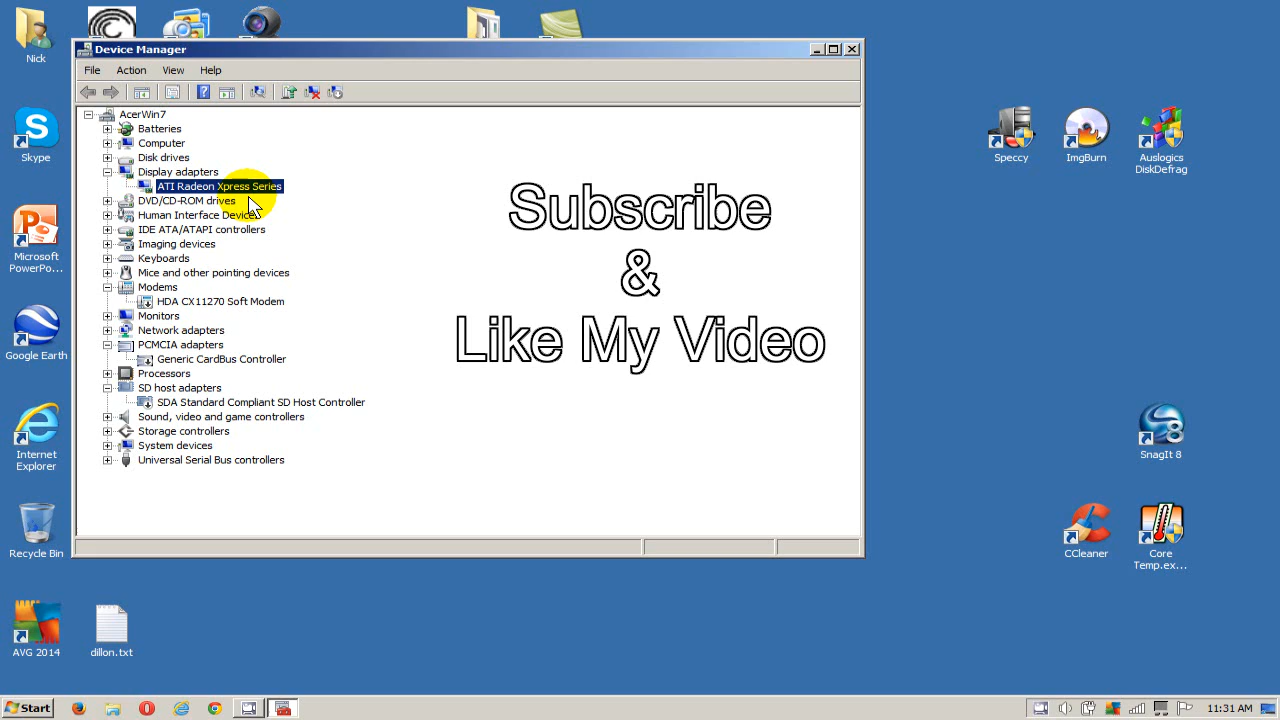 Nick
Skype
Microsoft
PowerPo...
Google Earth
Internet
Explorer
Recycle Bin
AVG 2014
dillon.txt
Device Manager
File Action View Help
AcerWin7
Batteries
Computer
Disk drives
Display adapters
ATI Radeon Xpress Series
DVD/CD-ROM drives
Human Interface Devices
IDE ATA/ATAPI controllers
Imaging devices
Keyboards
Mice and other pointing devices
Modems
HDA CX11270 Soft Modem
Monitors
Network adapters
PCMCIA adapters
Generic CardBus Controller
Processors
SD host adapters
SDA Standard Compliant SD Host Controller
Sound, video and game controllers
Storage controllers
System devices
Universal Serial Bus controllers
Subscribe
&
Like My Video
Speccy
ImgBurn
Auslogics
DiskDefrag
SnagIt 8
CCleaner
Core
Temp.ex...
Start
11:31 AM